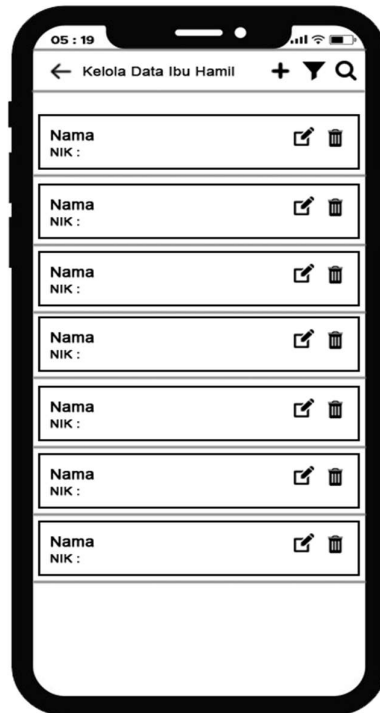 05 : 19
Kelola Data Ibu Hamil
Nama
NIK :
Nama
NIK :
Nama
NIK :
Nama
NIK :
Nama
NIK :
Nama
NIK :
Nama
NIK :